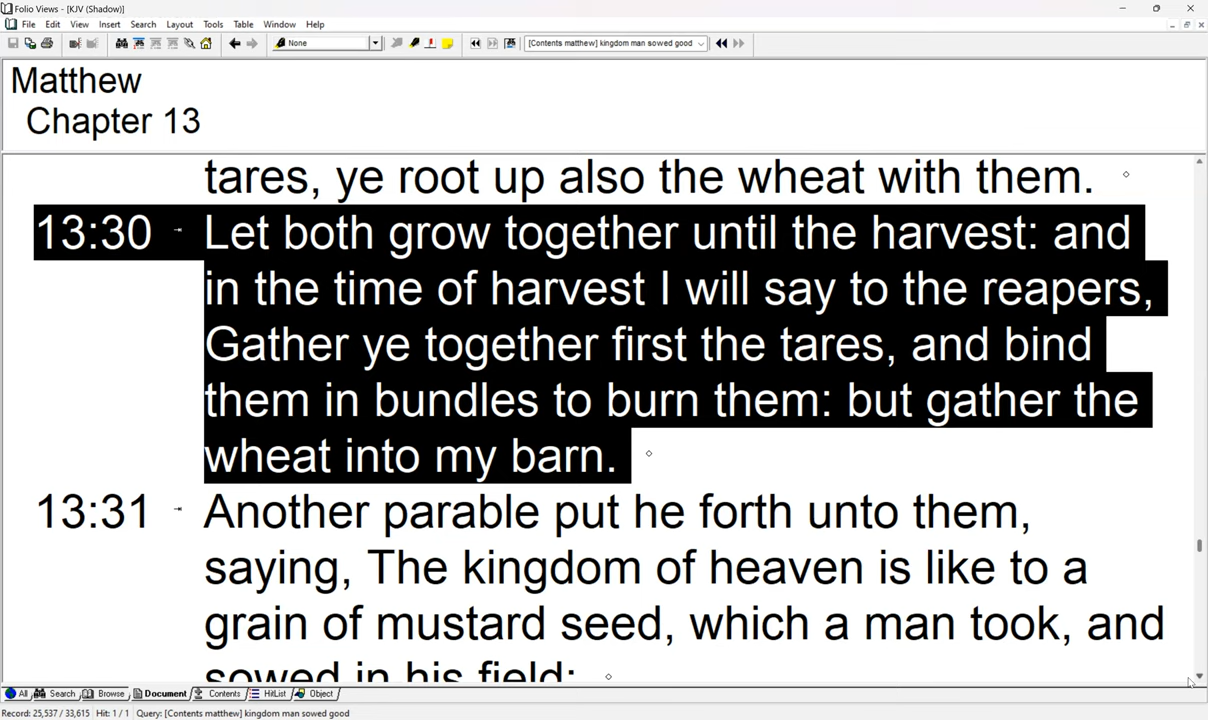 Folio Views - [KJV (Shadow)]
File Edit View Insert Search Layout Tools Table Window Help
None [Contents matthew] kingdom man sowed good
Matthew
Chapter 13
tares, ye root up also the wheat with them.
13:30 Let both grow together until the harvest: and
in the time of harvest I will say to the reapers,
Gather ye together first the tares, and bind
them in bundles to burn them: but gather the
wheat into my barn.
13:31 Another parable put he forth unto them,
saying, The kingdom of heaven is like to a
grain of mustard seed, which a man took, and
sowed in his field:
All Search Browse Document Contents HitList Object
Record: 25,537 / 33,615 Hit: 1 / 1 Query: [Contents matthew] kingdom man sowed good